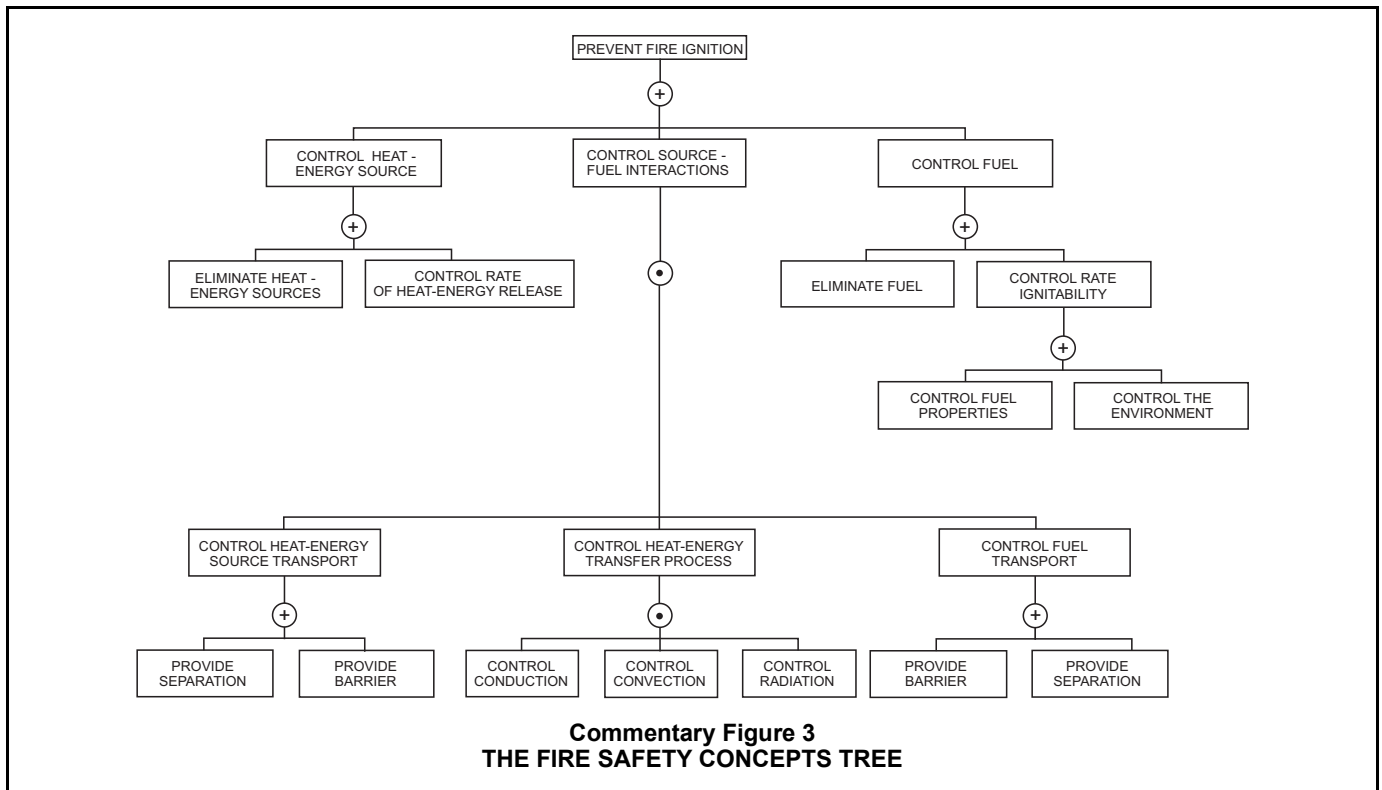 PREVENT FIRE IGNITION
+
CONTROL HEAT -
ENERGY SOURCE
CONTROL SOURCE -
FUEL INTERACTIONS
CONTROL FUEL
+
+
ELIMINATE HEAT -
ENERGY SOURCES
CONTROL RATE
OF HEAT-ENERGY RELEASE
ELIMINATE FUEL
CONTROL RATE
IGNITABILITY
+
CONTROL FUEL
PROPERTIES
CONTROL THE
ENVIRONMENT
CONTROL HEAT-ENERGY
SOURCE TRANSPORT
CONTROL HEAT-ENERGY
TRANSFER PROCESS
CONTROL FUEL
TRANSPORT
+
+
PROVIDE
SEPARATION
PROVIDE
BARRIER
CONTROL
CONDUCTION
CONTROL
CONVECTION
CONTROL
RADIATION
PROVIDE
BARRIER
PROVIDE
SEPARATION
Commentary Figure 3
THE FIRE SAFETY CONCEPTS TREE